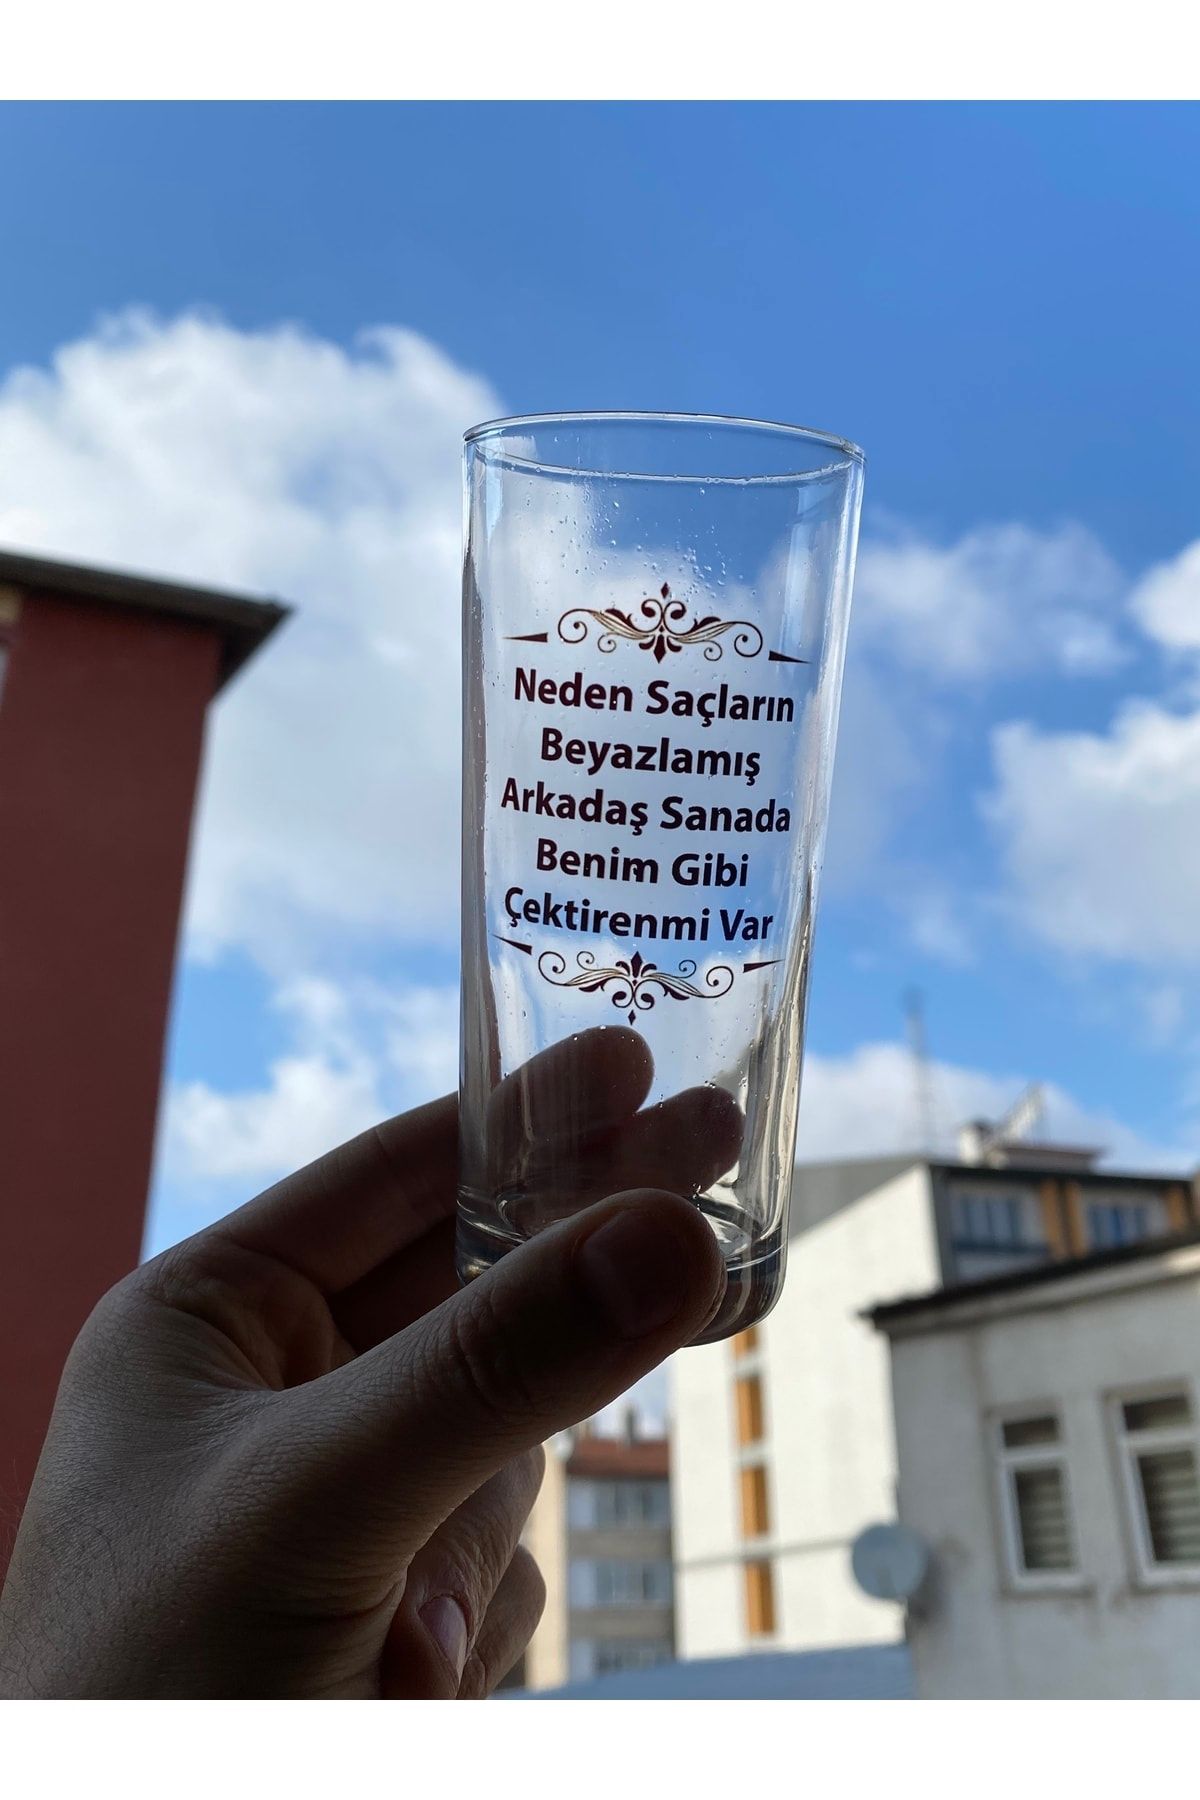 Neden Saçların
Beyazlamış
Arkadaş Sanada
Benim Gibi
Çektirenmi Var